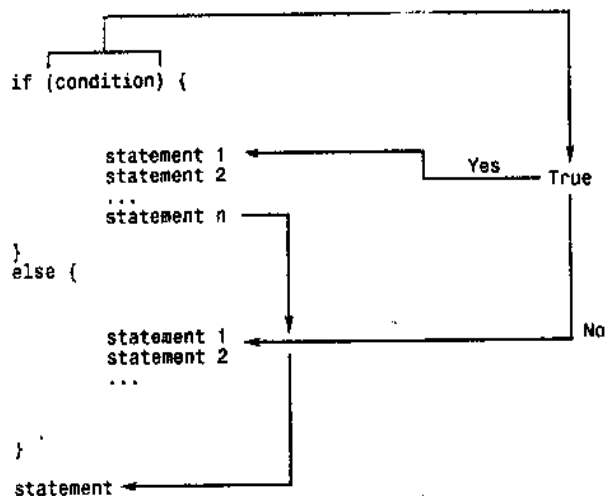 if (condition) {
statement 1
Yes
True
statement 2
...
statement n
}
else {
No
statement 1
statement 2
...
}
statement